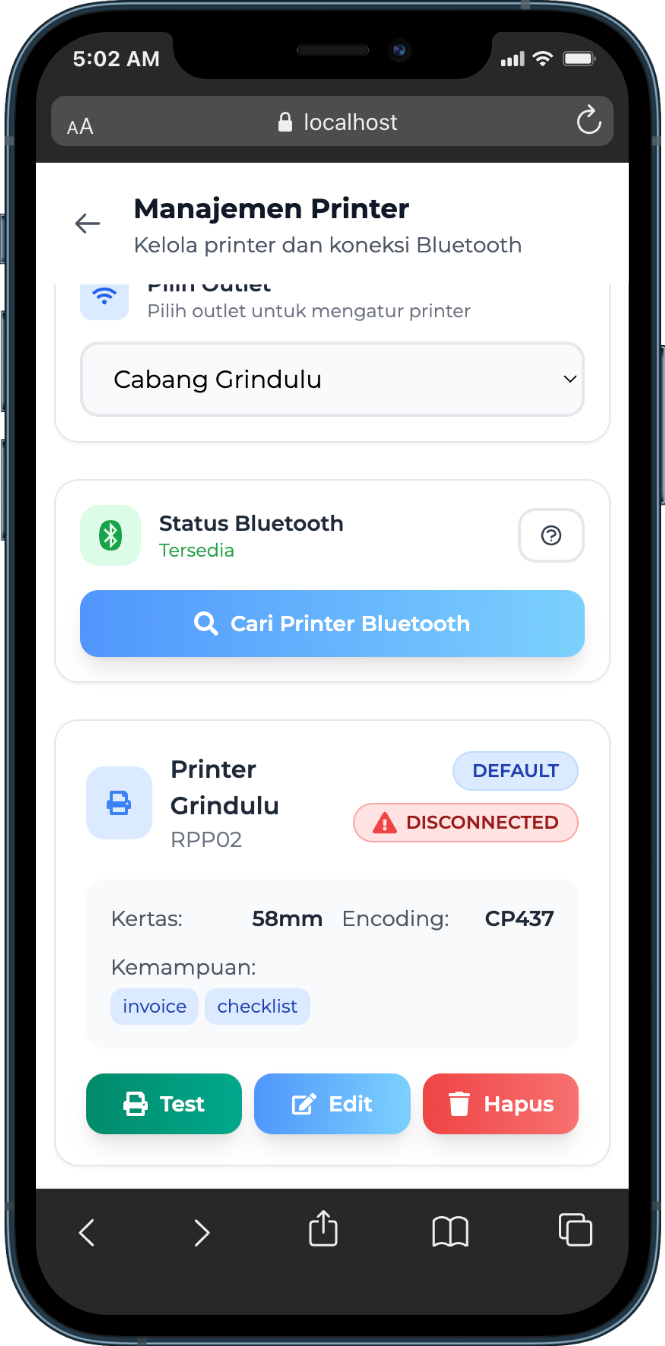 5:02 AM
AA
localhost
Manajemen Printer
Kelola printer dan koneksi Bluetooth
Pilih Outlet
Pilih outlet untuk mengatur printer
Cabang Grindulu
Status Bluetooth
Tersedia
Cari Printer Bluetooth
Printer
Grindulu
RPP02
DEFAULT
DISCONNECTED
Kertas: 58mm Encoding: CP437
Kemampuan:
invoice checklist
Test Edit Hapus